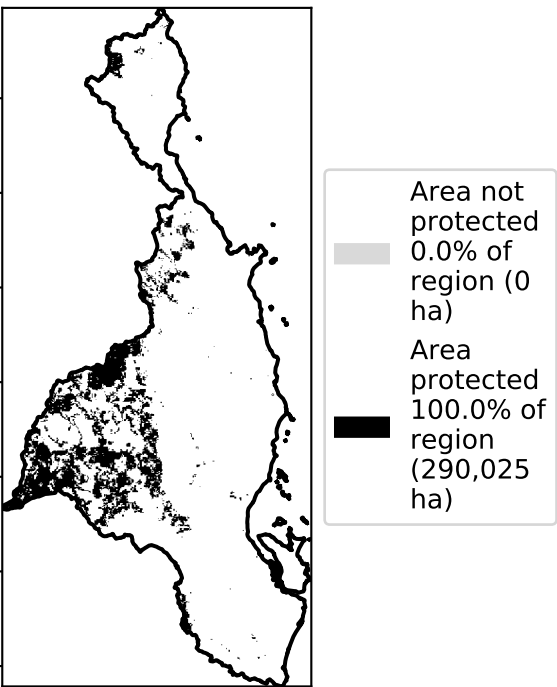 Area not
protected
0.0% of
region (0
ha)
Area
protected
100.0% of
region
(290,025
ha)